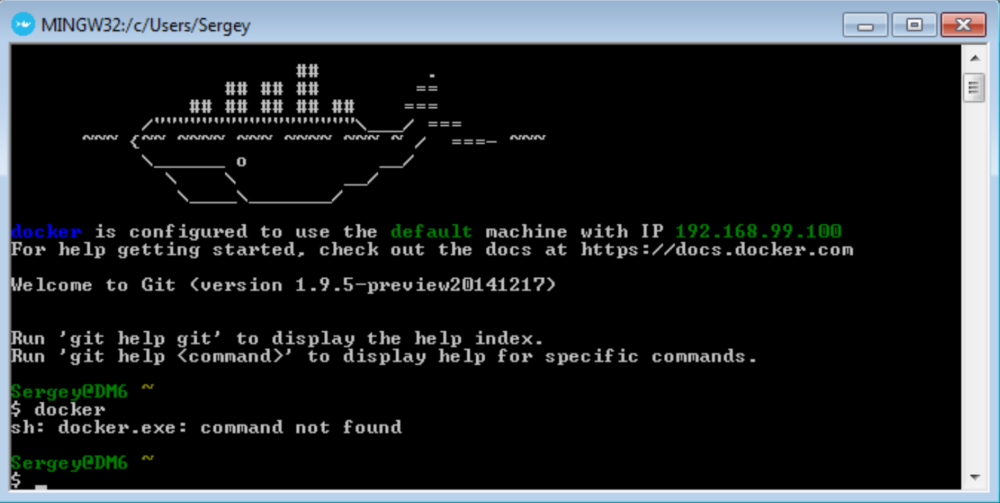 MINGW32:/c/Users/Sergey
                        ##        .
                  ## ## ##       ==
               ## ## ## ## ##   ===
           /"""""""""""""""""\___/ ===
      ~~~ {~~ ~~~~ ~~~ ~~~~ ~~~ ~ /  ===- ~~~
           \______ o           __/
             \    \         __/
              \____\_______/
docker is configured to use the default machine with IP 192.168.99.100
For help getting started, check out the docs at https://docs.docker.com
Welcome to Git (version 1.9.5-preview20141217)
Run 'git help git' to display the help index.
Run 'git help <command>' to display help for specific commands.
Sergey@DM6 ~
$ docker
sh: docker.exe: command not found
Sergey@DM6 ~
$ _